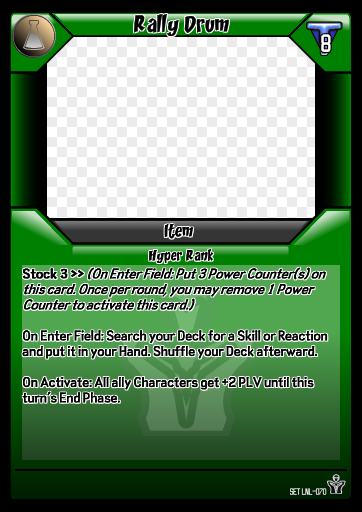 Rally Drum
8
Item
Hyper Rank
Stock 3 >> (On Enter Field: Put 3 Power Counter(s) on
this card. Once per round, you may remove 1 Power
Counter to activate this card.)
On Enter Field: Search your Deck for a Skill or Reaction
and put it in your Hand. Shuffle your Deck afterward.
On Activate: All ally Characters get +2 PLV until this
turn's End Phase.
SET LNL-070